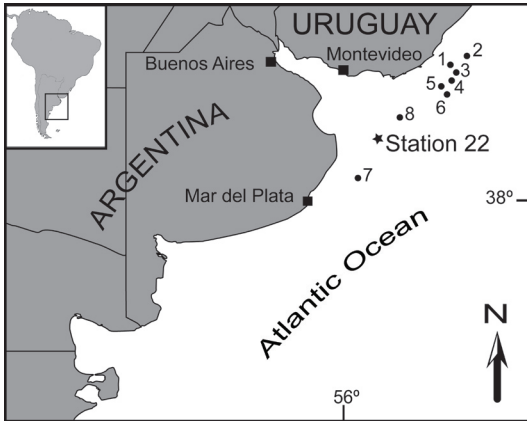 URUGUAY
Montevideo
Buenos Aires
1
2
3
4
5
6
8
Station 22
ARGENTINA
7
Mar del Plata
38º
Atlantic Ocean
N
56º